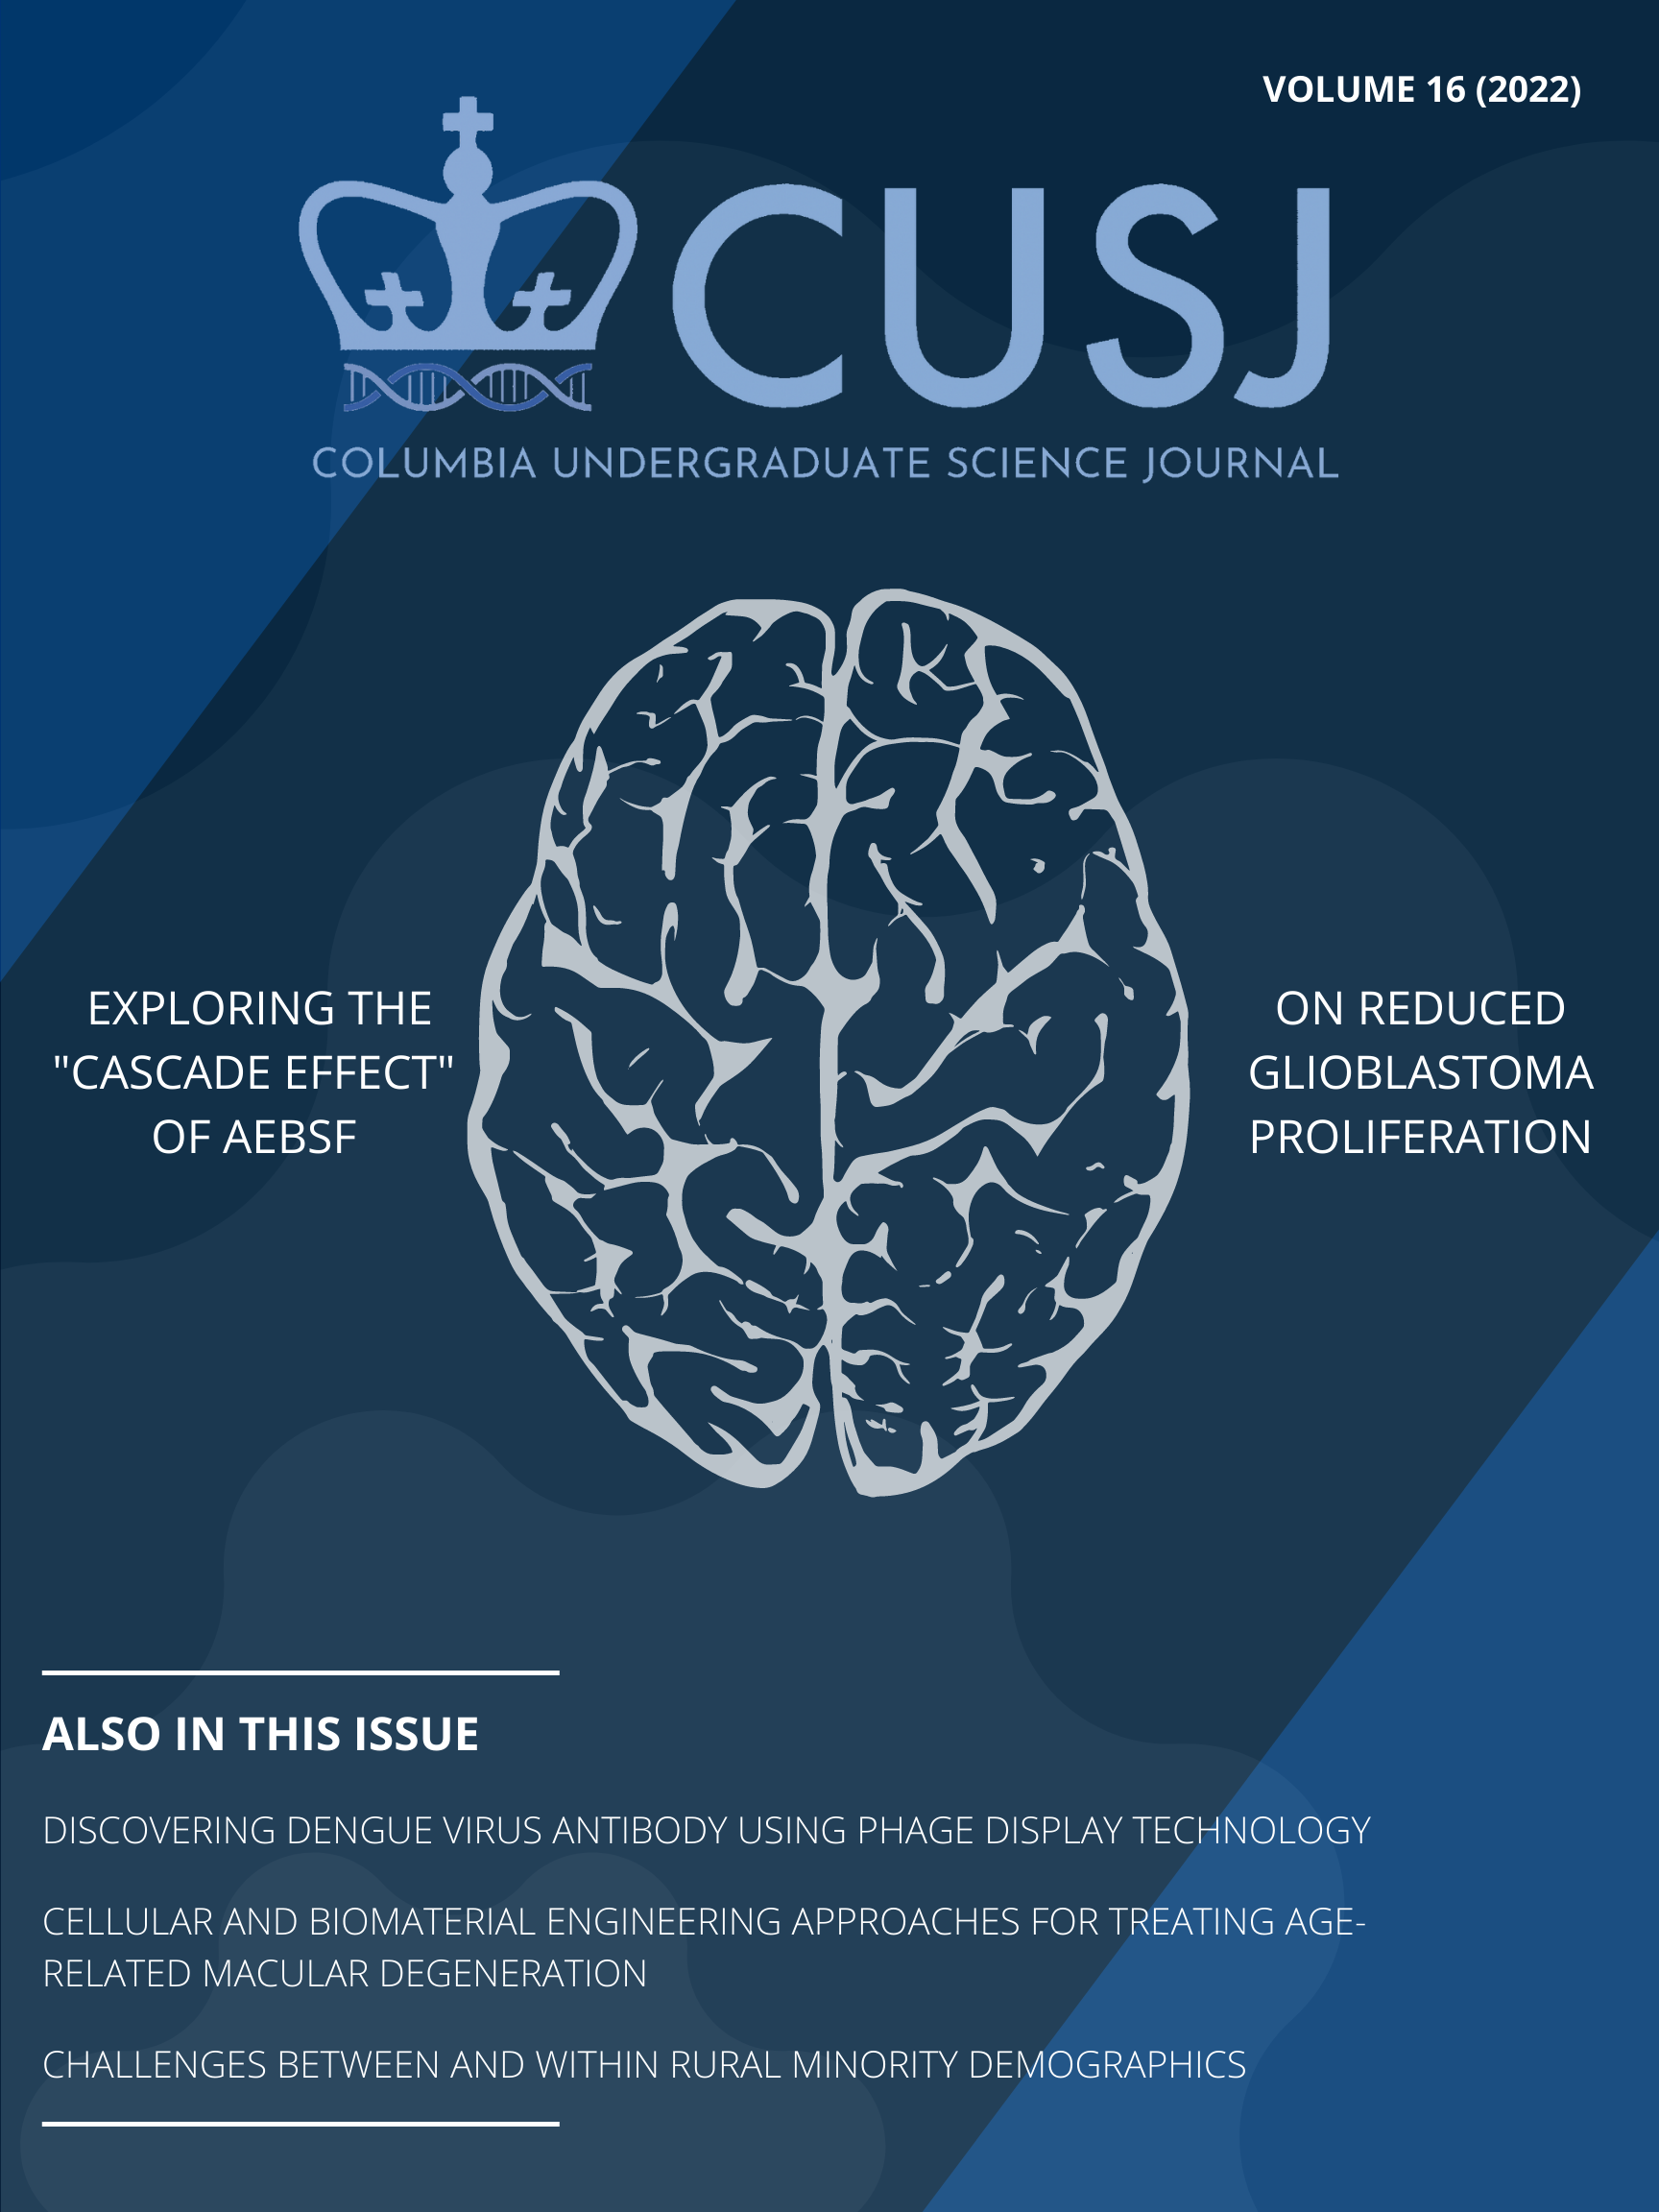 VOLUME 16 (2022)
CUSJ
COLUMBIA UNDERGRADUATE SCIENCE JOURNAL
EXPLORING THE
"CASCADE EFFECT"
OF AEBSF
ON REDUCED
GLIOBLASTOMA
PROLIFERATION
ALSO IN THIS ISSUE
DISCOVERING DENGUE VIRUS ANTIBODY USING PHAGE DISPLAY TECHNOLOGY
CELLULAR AND BIOMATERIAL ENGINEERING APPROACHES FOR TREATING AGE-
RELATED MACULAR DEGENERATION
CHALLENGES BETWEEN AND WITHIN RURAL MINORITY DEMOGRAPHICS